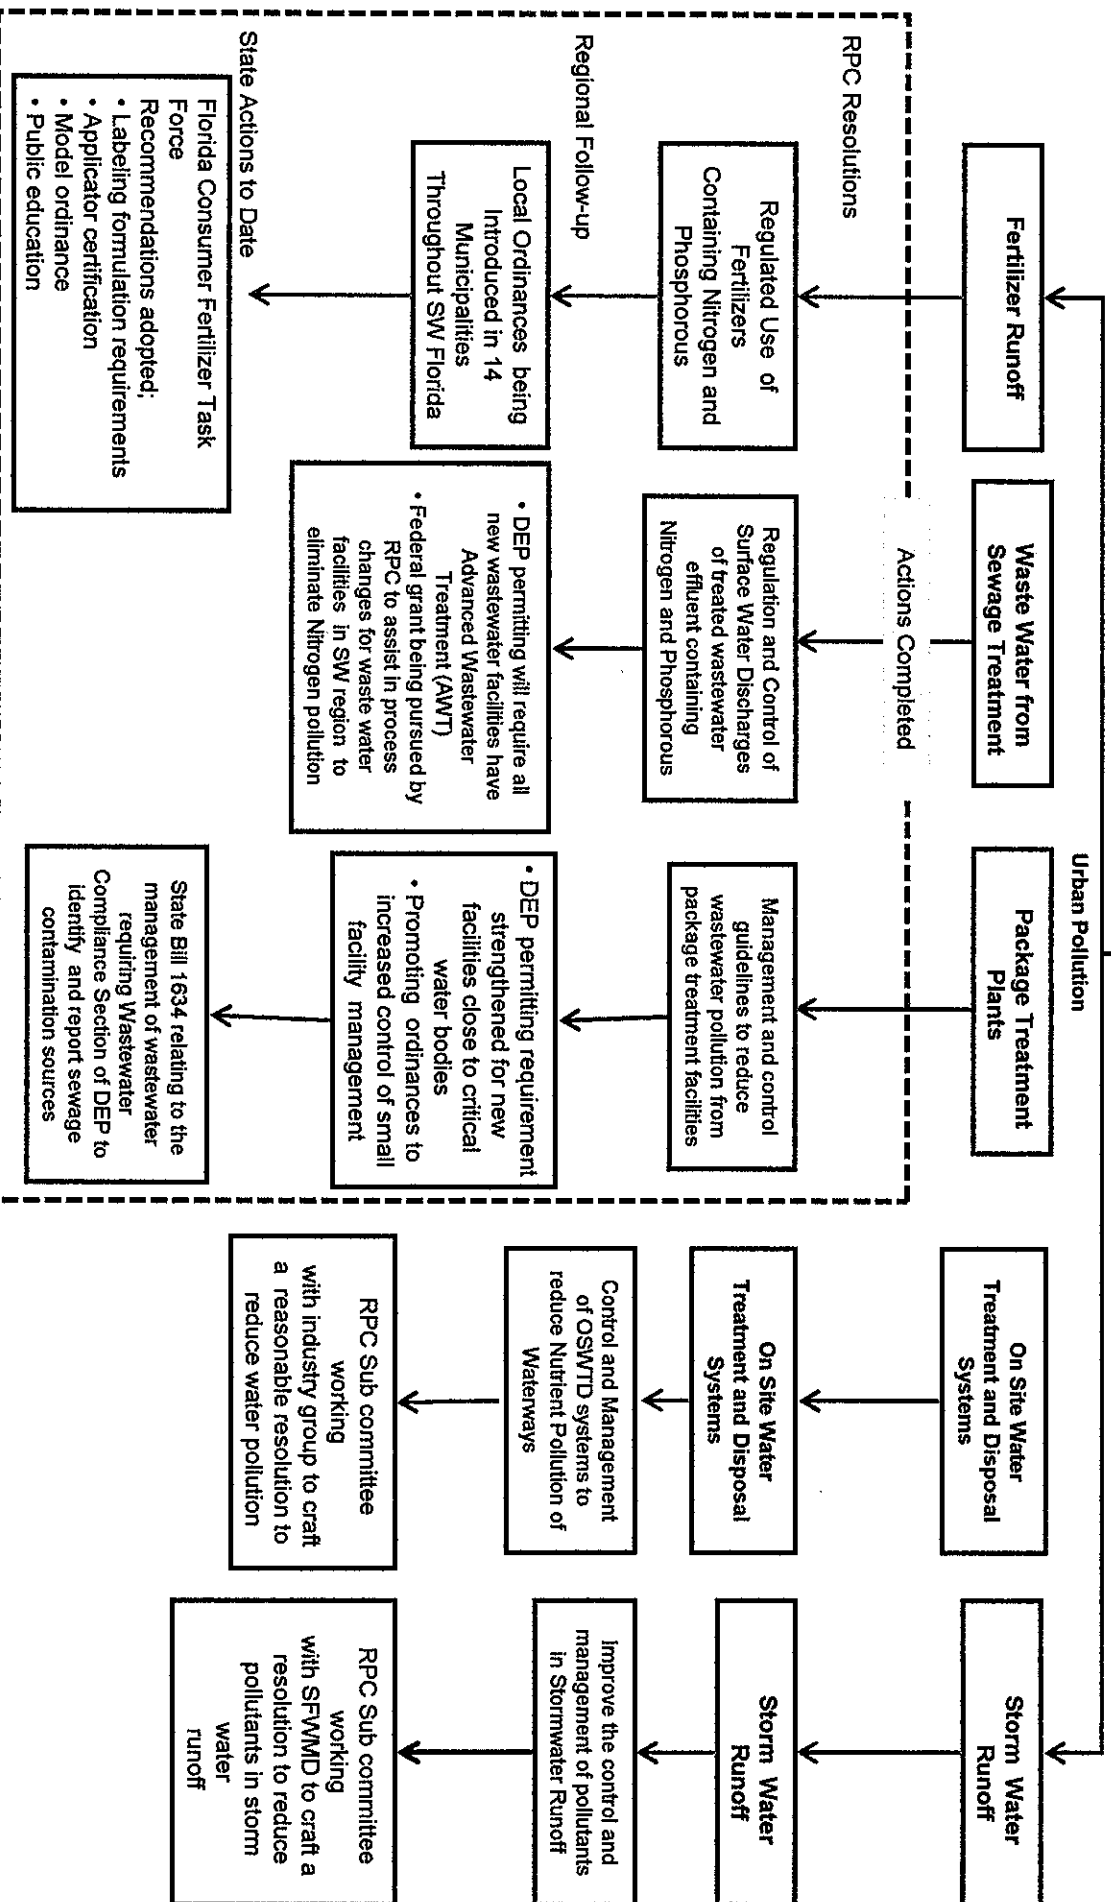 Urban Pollution
Fertilizer Runoff
Waste Water from
Sewage Treatment
Package Treatment
Plants
On Site Water
Treatment and Disposal
Systems
Storm Water
Runoff
Actions Completed
RPC Resolutions
Regulated Use of
Fertilizers
Containing Nitrogen and
Phosphorous
Regulation and Control of
Surface Water Discharges
of treated wastewater
effluent containing
Nitrogen and Phosphorous
Management and control
guidelines to reduce
wastewater pollution from
package treatment facilities
On Site Water
Treatment and Disposal
Systems
Storm Water
Runoff
Regional Follow-up
Local Ordinances being
Introduced in 14
Municipalities
Throughout SW Florida
• DEP permitting will require all
new wastewater facilities have
Advanced Wastewater
Treatment (AWT)
• Federal grant being pursued by
RPC to assist in process
changes for waste water
facilities in SW region to
eliminate Nitrogen pollution
• DEP permitting requirement
strengthened for new
facilities close to critical
water bodies
• Promoting ordinances to
increased control of small
facility management
Control and Management
of OSWTD systems to
reduce Nutrient Pollution of
Waterways
Improve the control and
management of pollutants
in Stormwater Runoff
State Actions to Date
Florida Consumer Fertilizer Task
Force
Recommendations adopted;
• Labeling formulation requirements
• Applicator certification
• Model ordinance
• Public education
State Bill 1634 relating to the
management of wastewater
requiring Wastewater
Compliance Section of DEP to
identify and report sewage
contamination sources
RPC Sub committee
working
with industry group to craft
a reasonable resolution to
reduce water pollution
RPC Sub committee
working
with SFWMD to craft a
resolution to reduce
pollutants in storm
water
runoff